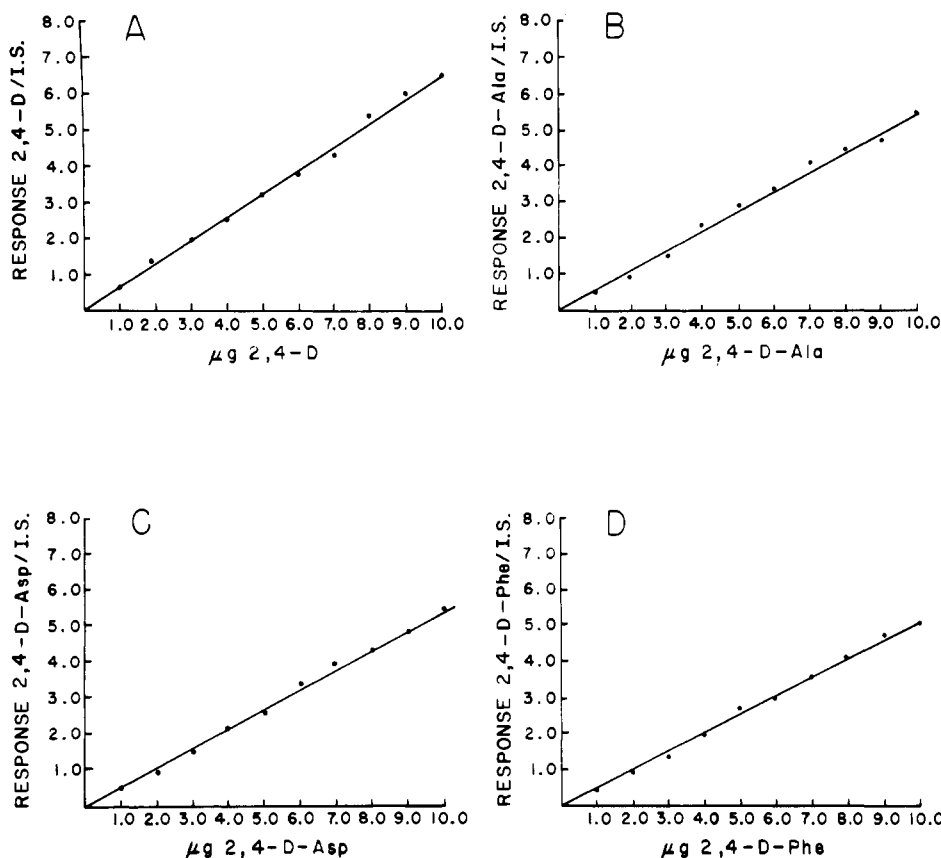 A
RESPONSE 2,4-D/I.S.
8.0
7.0
6.0
5.0
4.0
3.0
2.0
1.0
1.0 2.0 3.0 4.0 5.0 6.0 7.0 8.0 9.0 10.0
μg 2,4-D
B
RESPONSE 2,4-D-Ala/I.S.
8.0
7.0
6.0
5.0
4.0
3.0
2.0
1.0
1.0 2.0 3.0 4.0 5.0 6.0 7.0 8.0 9.0 10.0
μg 2,4-D-Ala
C
RESPONSE 2,4-D-Asp/I.S.
8.0
7.0
6.0
5.0
4.0
3.0
2.0
1.0
1.0 2.0 3.0 4.0 5.0 6.0 7.0 8.0 9.0 10.0
μg 2,4-D-Asp
D
RESPONSE 2,4-D-Phe/I.S.
8.0
7.0
6.0
5.0
4.0
3.0
2.0
1.0
1.0 2.0 3.0 4.0 5.0 6.0 7.0 8.0 9.0 10.0
μg 2,4-D-Phe